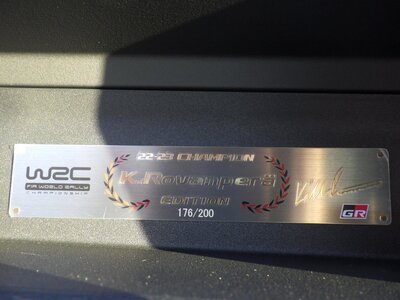 WRC
FIA WORLD RALLY
CHAMPIONSHIP
22-23 CHAMPION
K.Rovanperä
EDITION
176/200
GR